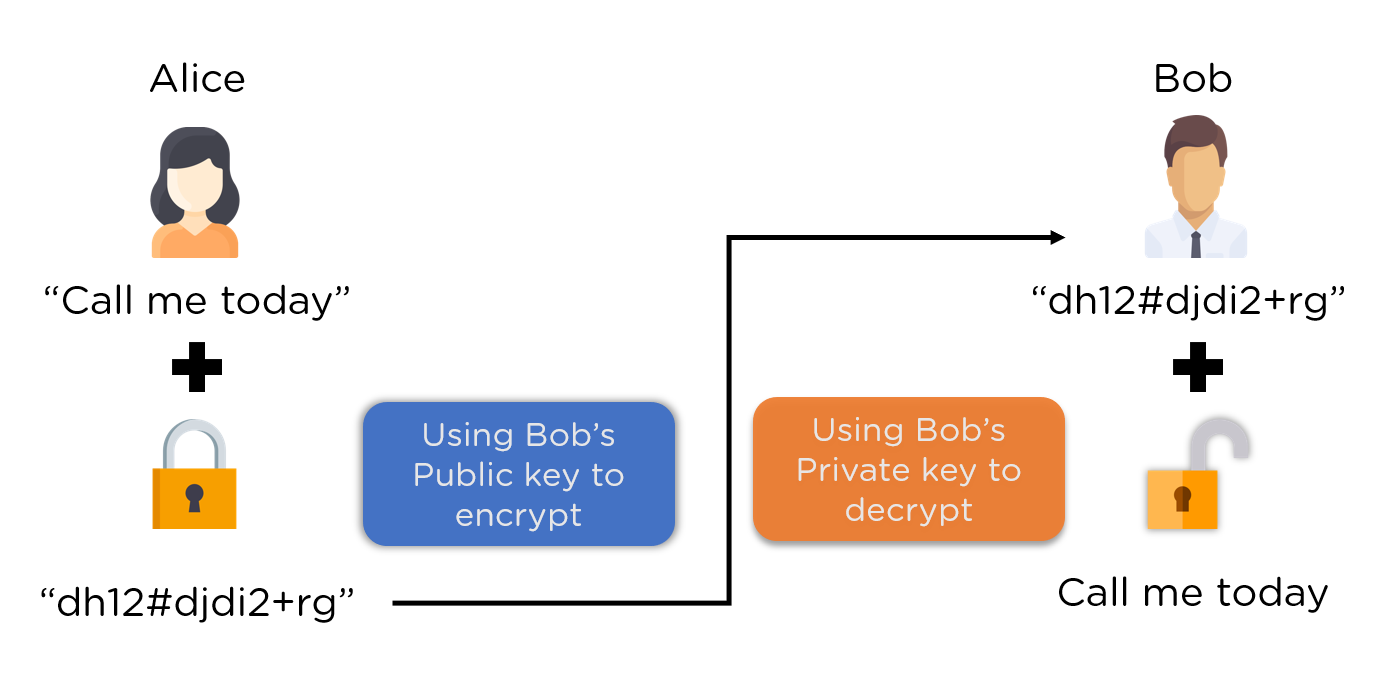 Alice
“Call me today”
Using Bob’s
Public key to
encrypt
“dh12#djdi2+rg”
Bob
“dh12#djdi2+rg”
Using Bob’s
Private key to
decrypt
Call me today